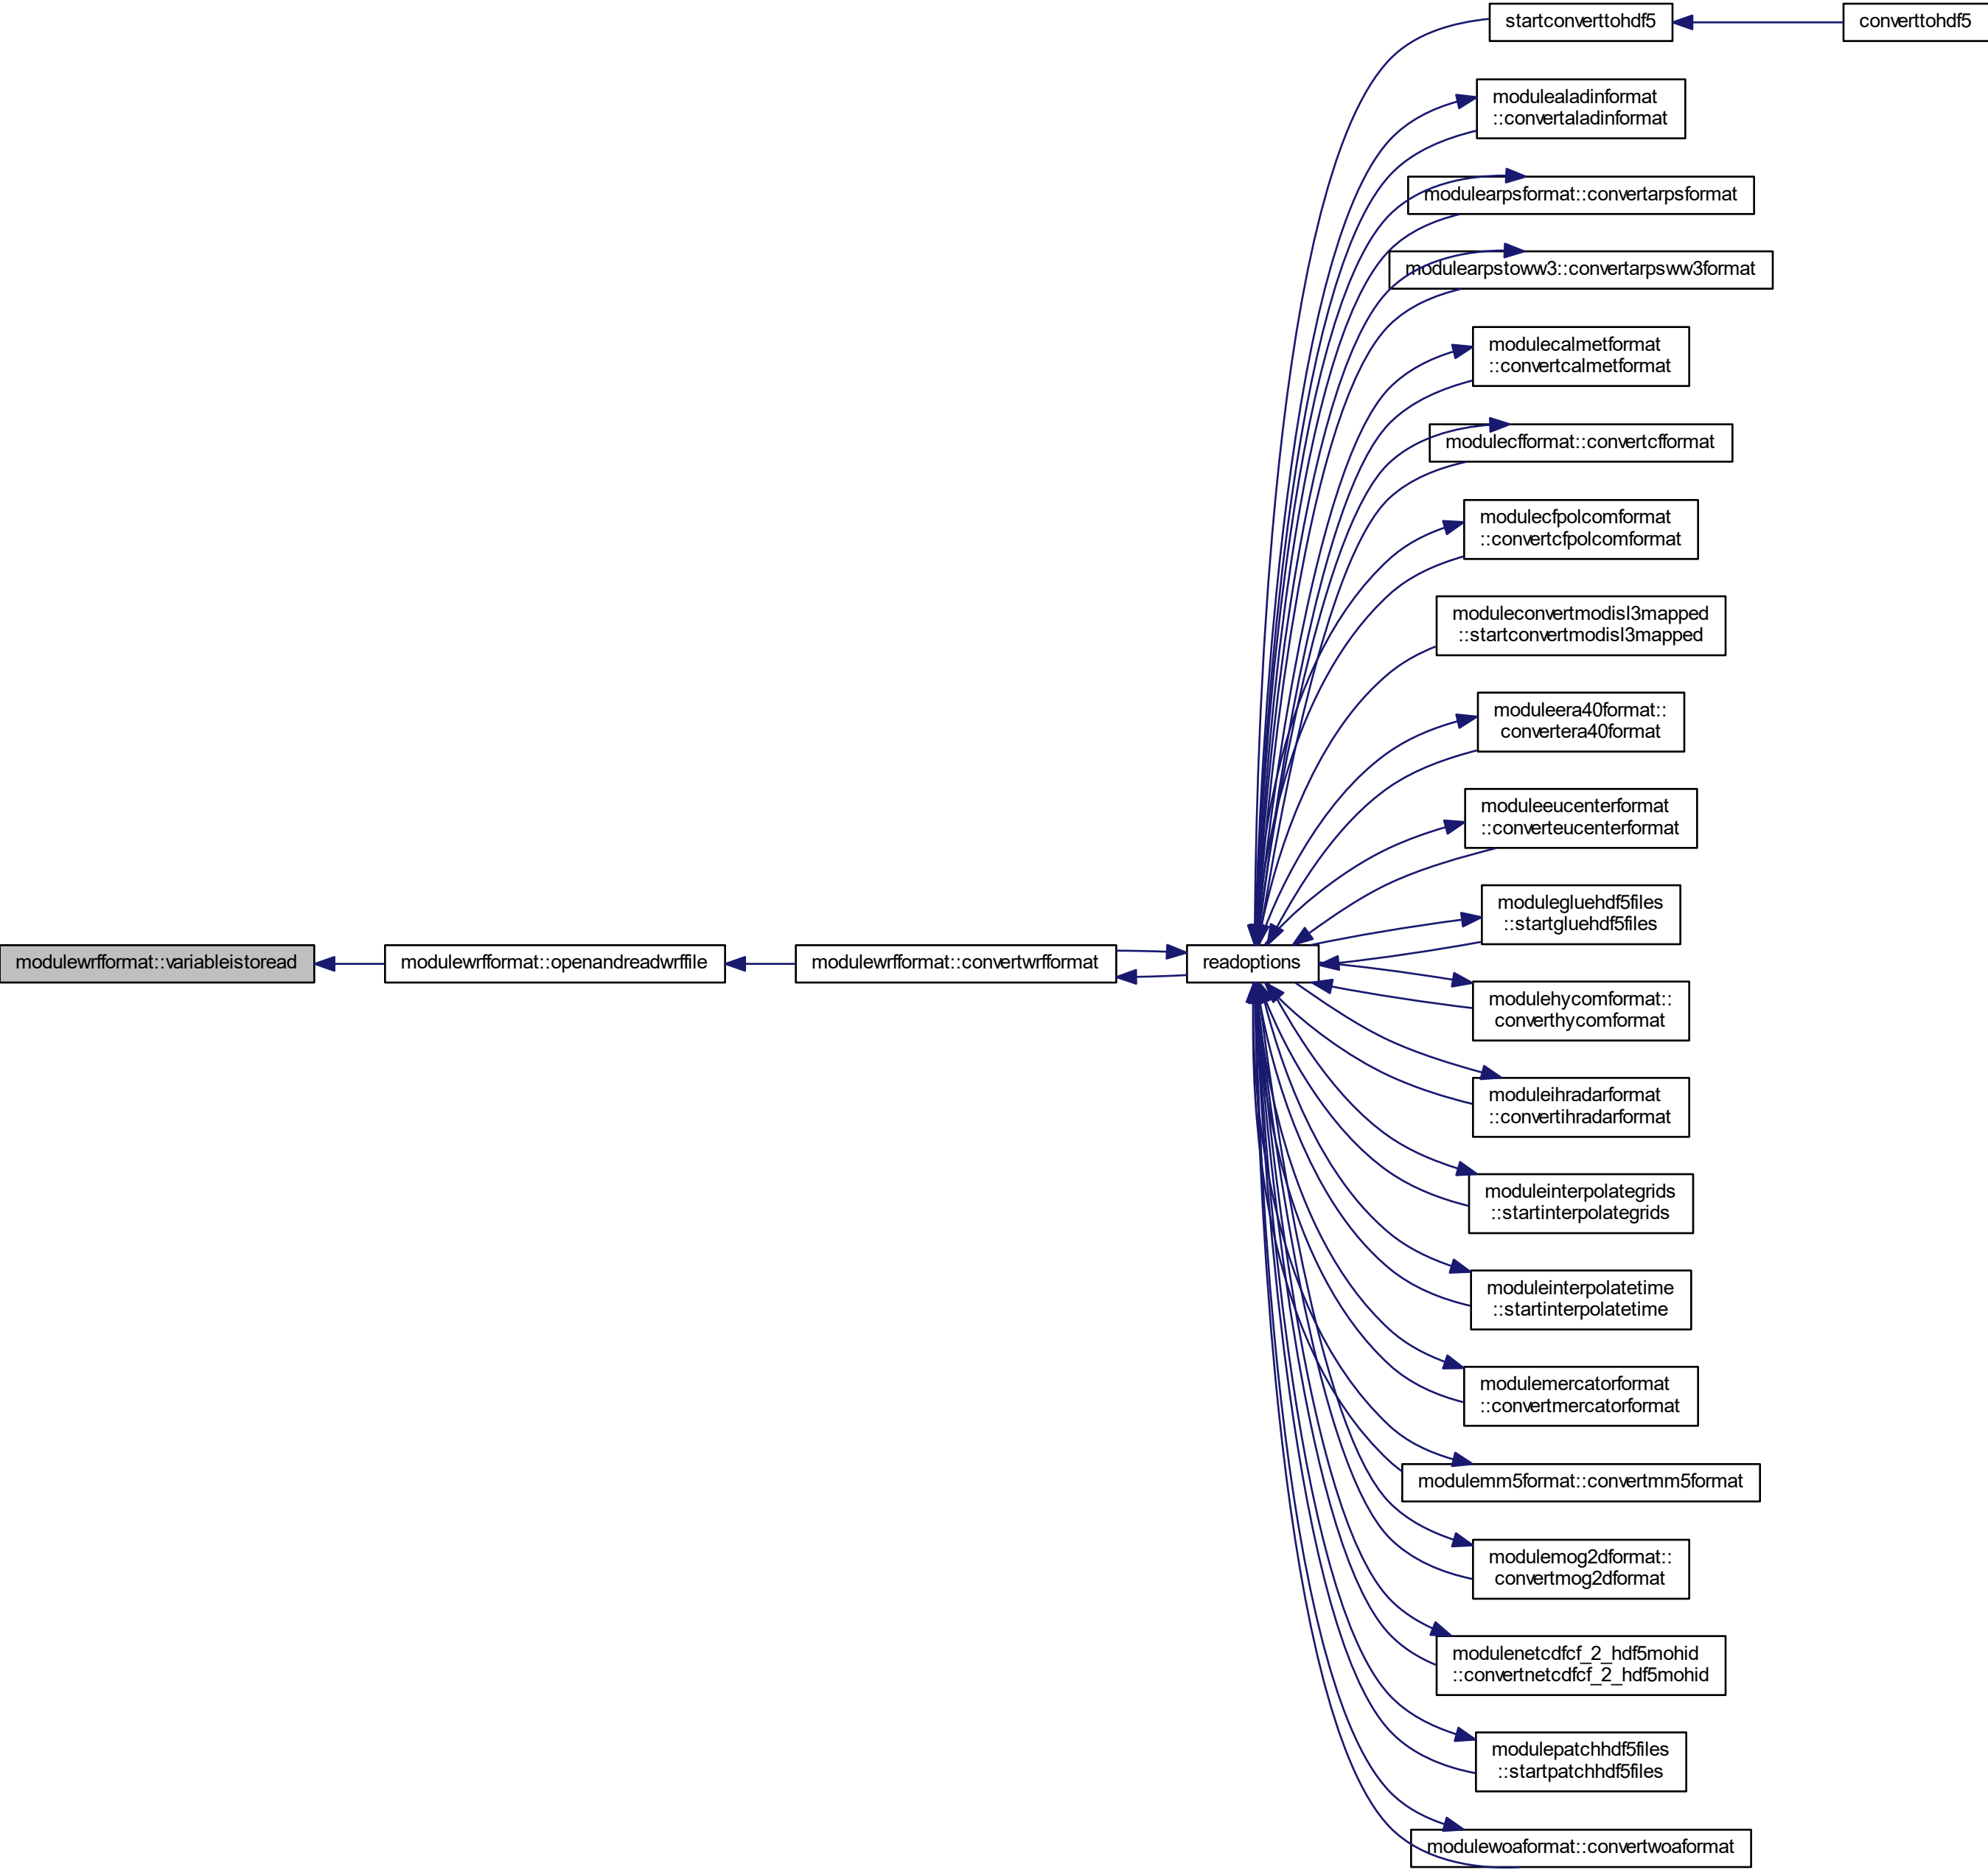 startconverttohdf5
converttohdf5
modulealadinformat
::convertaladinformat
modulearpsformat::convertarpsformat
modulearpstoww3::convertarpsww3format
modulecalmetformat
::convertcalmetformat
modulecfformat::convertcfformat
modulecfpolcomformat
::convertcfpolcomformat
moduleconvertmodisl3mapped
::startconvertmodisl3mapped
moduleera40format::
convertera40format
moduleeucenterformat
::converteucenterformat
modulegluehdf5files
::startgluehdf5files
modulewrfformat::variableistoread
modulewrfformat::openandreadwrffile
modulewrfformat::convertwrfformat
readoptions
modulehycomformat::
converthycomformat
moduleihradarformat
::convertihradarformat
moduleinterpolategrids
::startinterpolategrids
moduleinterpolatetime
::startinterpolatetime
modulemercatorformat
::convertmercatorformat
modulemm5format::convertmm5format
modulemog2dformat::
convertmog2dformat
modulenetcdfcf_2_hdf5mohid
::convertnetcdfcf_2_hdf5mohid
modulepatchhdf5files
::startpatchhdf5files
modulewoaformat::convertwoaformat